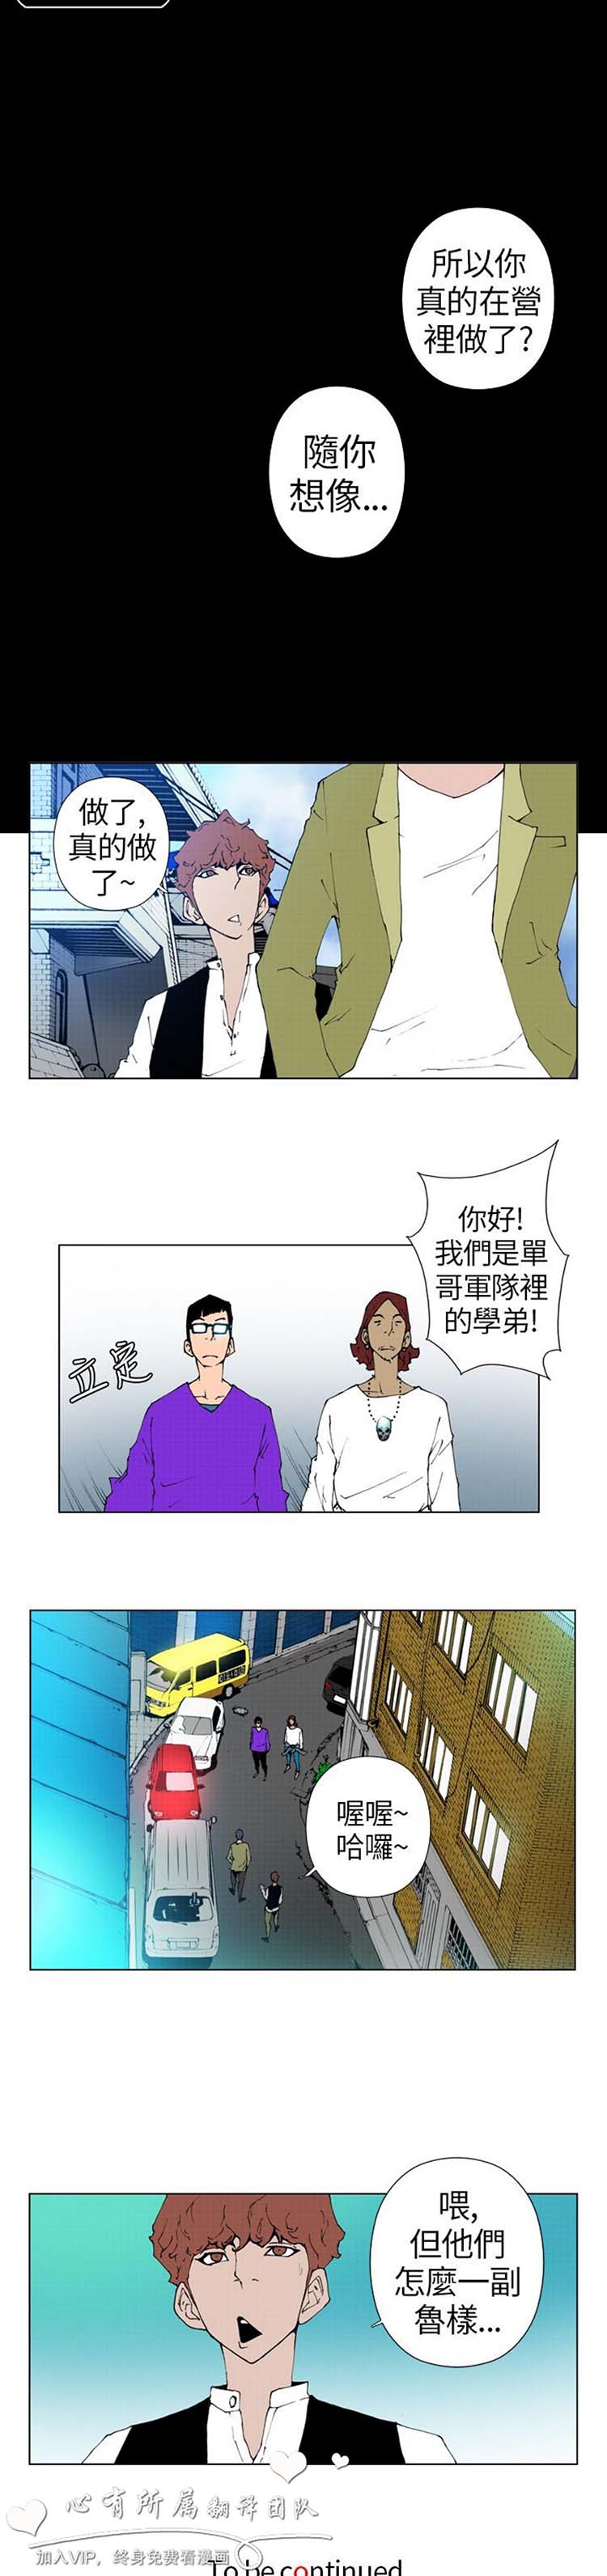 所以你
真的在營
裡做了?
隨你
想像...
做了,
真的做
了~
你好!
我們是單
哥軍隊裡
的學弟!
立定
喔喔~
哈囉~
喂,
但他們
怎麼一副
魯樣...
心有所属翻译团队
加入VIP，终身免费看漫画
To be continued